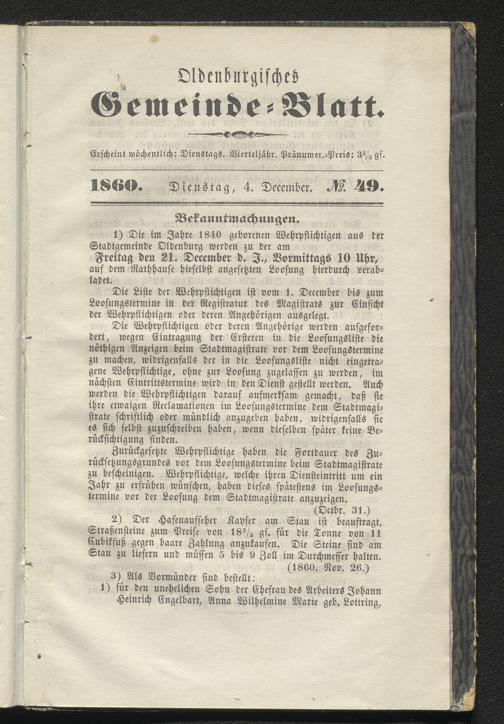 Oldenburgisches
Gemeinde-Blatt.
Erscheint wöchentlich: Dienstags. Vierteljähr. Pränumer.-Preis: 3¾ gſ.
1860. Dienstag, 4. December. № 49.
Bekanntmachungen.
1) Die im Jahre 1840 geborenen Wehrpflichtigen aus der
Stadtgemeinde Oldenburg werden zu der am
Freitag den 21. December d. J., Vormittags 10 Uhr,
auf dem Rathhause hieselbst angesetzten Loosung hierdurch verab-
ladet.
Die Liste der Wehrpflichtigen ist vom 1. December bis zum
Loosungstermine in der Registratur des Magistrats zur Einsicht
der Wehrpflichtigen oder deren Angehörigen ausgelegt.
Die Wehrpflichtigen oder deren Angehörige werden aufgefor-
dert, wegen Eintragung der Ersteren in die Loosungsliste die
nöthigen Anzeigen beim Stadtmagistrate vor dem Loosungstermine
zu machen, widrigenfalls der in die Loosungsliste nicht eingetra-
gene Wehrpflichtige, ohne zur Loosung zugelassen zu werden, im
nächsten Eintrittstermine wird in den Dienst gestellt werden. Auch
werden die Wehrpflichtigen darauf aufmerksam gemacht, daß sie
ihre etwaigen Reclamationen im Loosungstermine dem Stadtmagi-
strate schriftlich oder mündlich anzugeben haben, widrigenfalls sie
es sich selbst zuzuschreiben haben, wenn dieselben später keine Be-
rücksichtigung finden.
Zurückgesetzte Wehrpflichtige haben die Fortdauer des Zu-
rücksetzungsgrundes vor dem Loosungstermine beim Stadtmagistrate
zu bescheinigen. Wehrpflichtige, welche ihren Diensteintritt um ein
Jahr zu erfrühen wünschen, haben dieses spätestens im Loosungs-
termine vor der Loosung dem Stadtmagistrate anzuzeigen.
(Octbr. 31.)
2) Der Hafenaufseher Kayser am Stau ist beauftragt,
Straßensteine zum Preise von 18¾ gſ. für die Tonne von 11
Cubikfuß gegen baare Zahlung anzukaufen. Die Steine sind am
Stau zu liefern und müssen 5 bis 9 Zoll im Durchmesser halten.
(1860. Nov. 26.)
3) Als Vormünder sind bestellt:
1) für den unehelichen Sohn der Ehefrau des Arbeiters Johann
Heinrich Engelbart, Anna Wilhelmine Marie geb. Lottring,